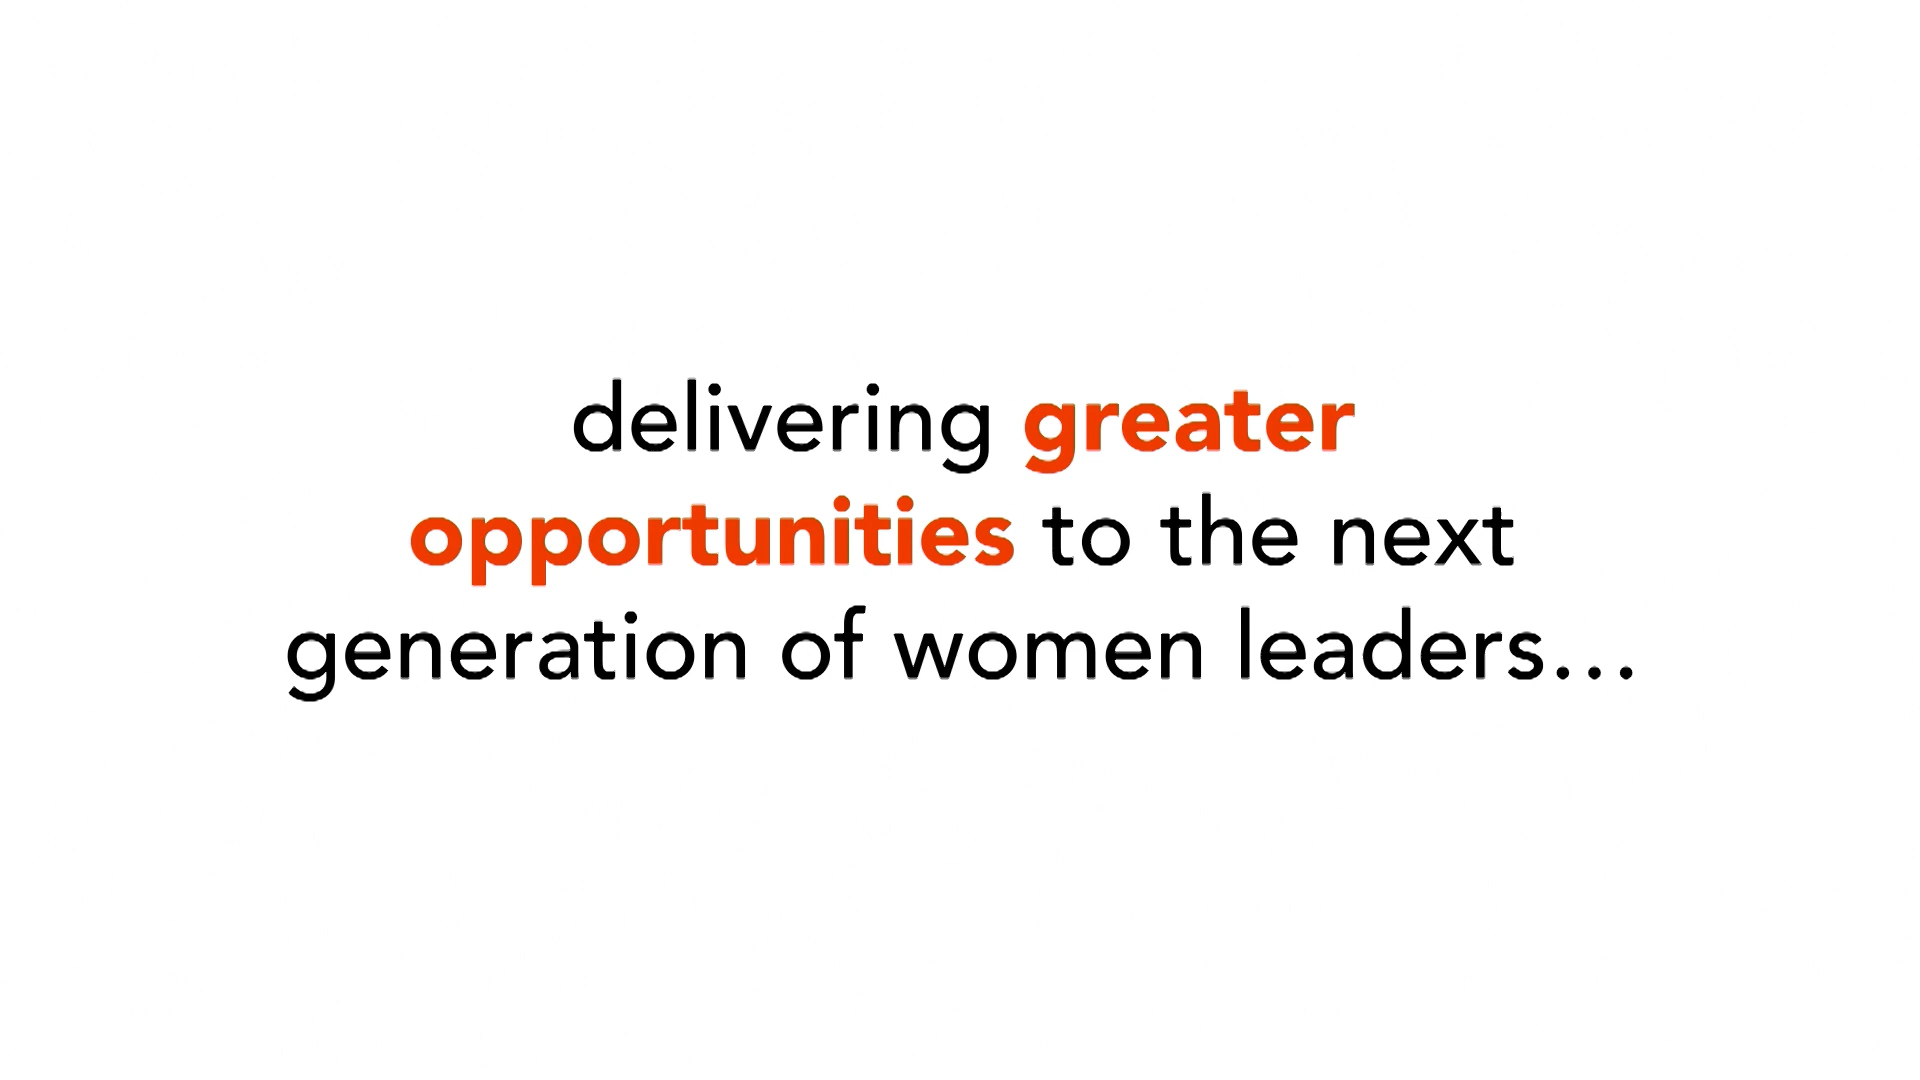 delivering greater
opportunities to the next
generation of women leaders...